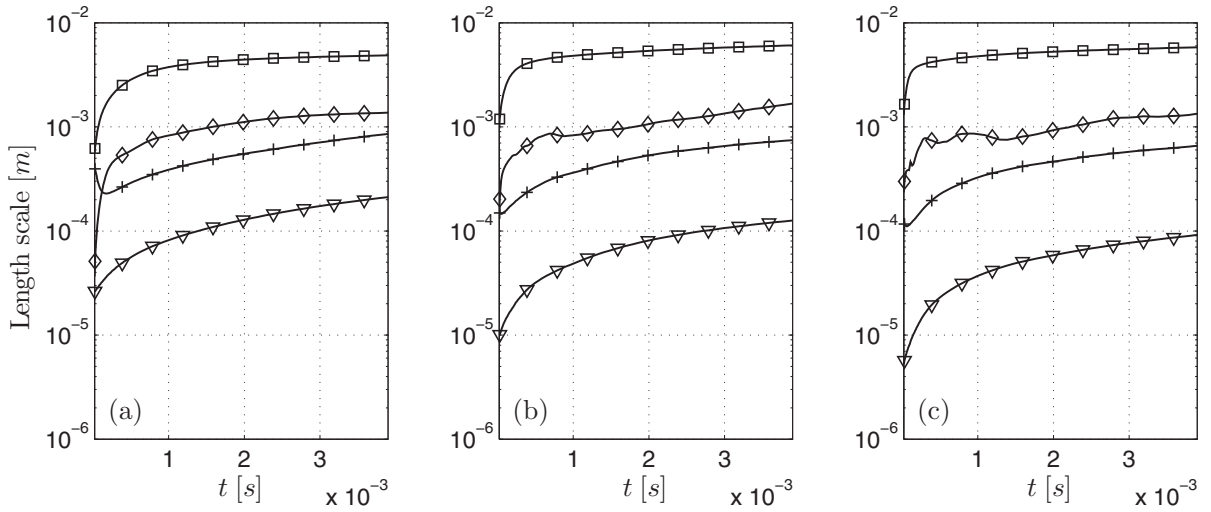 Length scale [m]
10⁻²
10⁻³
10⁻⁴
10⁻⁵
10⁻⁶
(a)
1 2 3
t [s]
x 10⁻³
10⁻²
10⁻³
10⁻⁴
10⁻⁵
10⁻⁶
(b)
1 2 3
t [s]
x 10⁻³
10⁻²
10⁻³
10⁻⁴
10⁻⁵
10⁻⁶
(c)
1 2 3
t [s]
x 10⁻³